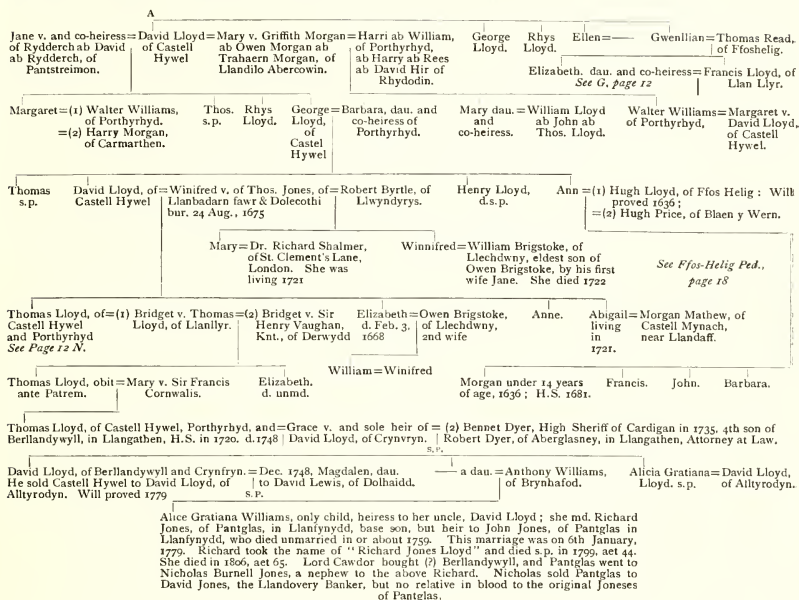 A
Jane v. and co-heiress=David Lloyd=Mary v. Griffith Morgan=Harri ab William, George Rhys Ellen=—— Gwenllian=Thomas Read,
of Rydderch ab David of Castell ab Owen Morgan ab of Porthyrhyd, Lloyd. Lloyd. of Ffoshelig.
ab Rydderch, of Hywel Trahaern Morgan, of ab Harry ab Rees
Pantstreimon. Llandilo Abercowin. ab David Hir of Elizabeth. dau. and co-heiress=Francis Lloyd, of
Rhydodin. See G, page 12 Llan Llyr.
Margaret=(1) Walter Williams, Thos. Rhys George=Barbara, dau. and Mary dau.=William Lloyd Walter Williams=Margaret v.
of Porthyrhyd. s.p. Lloyd. Lloyd, co-heiress of and ab John ab of Porthyrhyd, David Lloyd,
=(2) Harry Morgan, of Porthyrhyd. co-heiress. Thos. Lloyd. of Castell
of Carmarthen. Castel Hywel.
Hywel
Thomas David Lloyd, of=Winifred v. of Thos. Jones, of=Robert Byrtle, of Henry Lloyd, Ann=(1) Hugh Lloyd, of Ffos Helig : Will
s.p. Castell Hywel Llanbadarn fawr & Dolecothi Llwyndyrys. d.s.p. proved 1636 ;
bur. 24 Aug., 1675 =(2) Hugh Price, of Blaen y Wern.
Mary=Dr. Richard Shalmer, Winnifred=William Brigstoke, of
of St. Clement's Lane, Llechdwny, eldest son of See Ffos-Helig Ped.,
London. She was Owen Brigstoke, by his first page 18
living 1721 wife Jane. She died 1722
Thomas Lloyd, of=(1) Bridget v. Thomas=(2) Bridget v. Sir Elizabeth=Owen Brigstoke, Anne. Abigail=Morgan Mathew, of
Castell Hywel Lloyd, of Llanllyr. Henry Vaughan, d. Feb. 3, of Llechdwny, living Castell Mynach,
and Porthyrhyd Knt., of Derwydd 1668 2nd wife in near Llandaff.
See Page 12 N. 1721.
William=Winifred
Thomas Lloyd, obit=Mary v. Sir Francis Elizabeth. Morgan under 14 years Francis. John. Barbara.
ante Patrem. Cornwalis. d. unmd. of age, 1636 ; H.S. 1681.
Thomas Lloyd, of Castell Hywel, Porthyrhyd, and=Grace v. and sole heir of = (2) Bennet Dyer, High Sheriff of Cardigan in 1735, 4th son of
Berllandywyll, in Llangathen, H.S. in 1720. d.1748 David Lloyd, of Crynvryn. Robert Dyer, of Aberglasney, in Llangathen, Attorney at Law.
s.p.
David Lloyd, of Berllandywyll and Crynfryn.=Dec. 1748, Magdalen, dau. —— a dau.=Anthony Williams, Alicia Gratiana=David Lloyd,
He sold Castell Hywel to David Lloyd, of to David Lewis, of Dolhaidd. of Brynhafod. Lloyd. s.p. of Alltyrodyn.
Alltyrodyn. Will proved 1779 s.p.
Alice Gratiana Williams, only child, heiress to her uncle, David Lloyd ; she md. Richard
Jones, of Pantglas, in Llanfynydd, base son, but heir to John Jones, of Pantglas in
Llanfynydd, who died unmarried in or about 1759. This marriage was on 6th January,
1779. Richard took the name of "Richard Jones Lloyd" and died s.p. in 1799, aet 44.
She died in 1806, aet 65. Lord Cawdor bought (?) Berllandywyll, and Pantglas went to
Nicholas Burnell Jones, a nephew to the above Richard. Nicholas sold Pantglas to
David Jones, the Llandovery Banker, but no relative in blood to the original Joneses
of Pantglas.